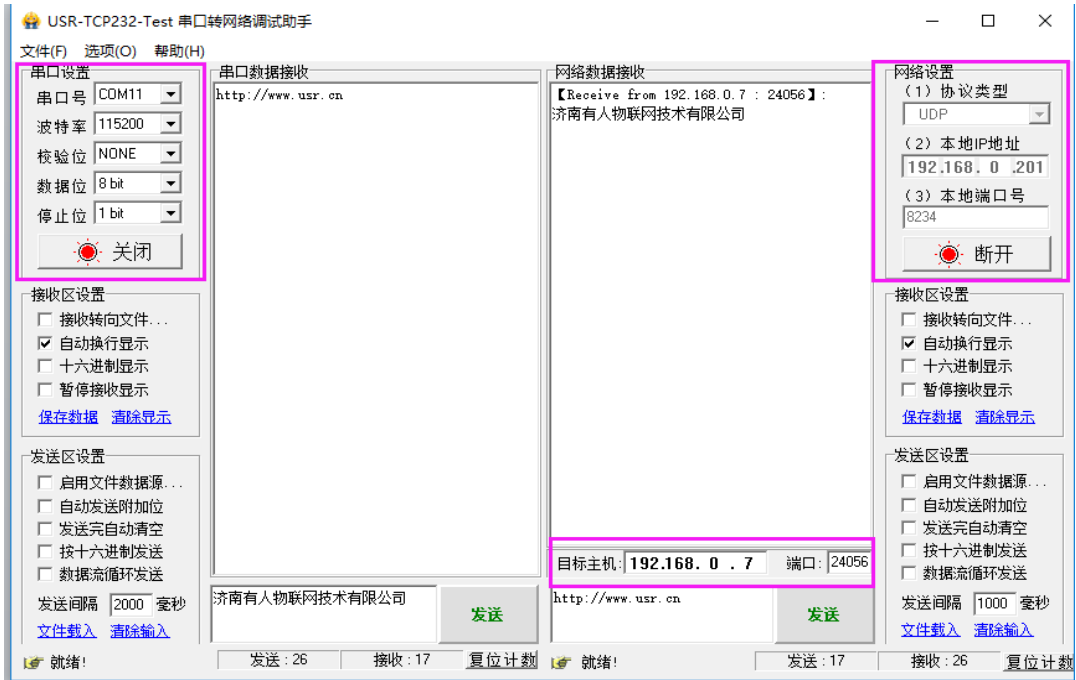 USR-TCP232-Test 串口转网络调试助手
文件(F) 选项(O) 帮助(H)
串口设置
串口号 COM11
波特率 115200
校验位 NONE
数据位 8 bit
停止位 1 bit
关闭
接收区设置
接收转向文件...
自动换行显示
十六进制显示
暂停接收显示
保存数据 清除显示
发送区设置
启用文件数据源...
自动发送附加位
发送完自动清空
按十六进制发送
数据流循环发送
发送间隔 2000 毫秒
文件载入 清除输入
串口数据接收
http://www.usr.cn
济南有人物联网技术有限公司
发送
网络数据接收
【Receive from 192.168.0.7 : 24056】:
济南有人物联网技术有限公司
目标主机: 192.168. 0 . 7 端口: 24056
http://www.usr.cn
发送
网络设置
(1) 协议类型
UDP
(2) 本地IP地址
192.168. 0 .201
(3) 本地端口号
8234
断开
接收区设置
接收转向文件...
自动换行显示
十六进制显示
暂停接收显示
保存数据 清除显示
发送区设置
启用文件数据源...
自动发送附加位
发送完自动清空
按十六进制发送
数据流循环发送
发送间隔 1000 毫秒
文件载入 清除输入
就绪! 发送:26 接收:17 复位计数
就绪! 发送:17 接收:26 复位计数